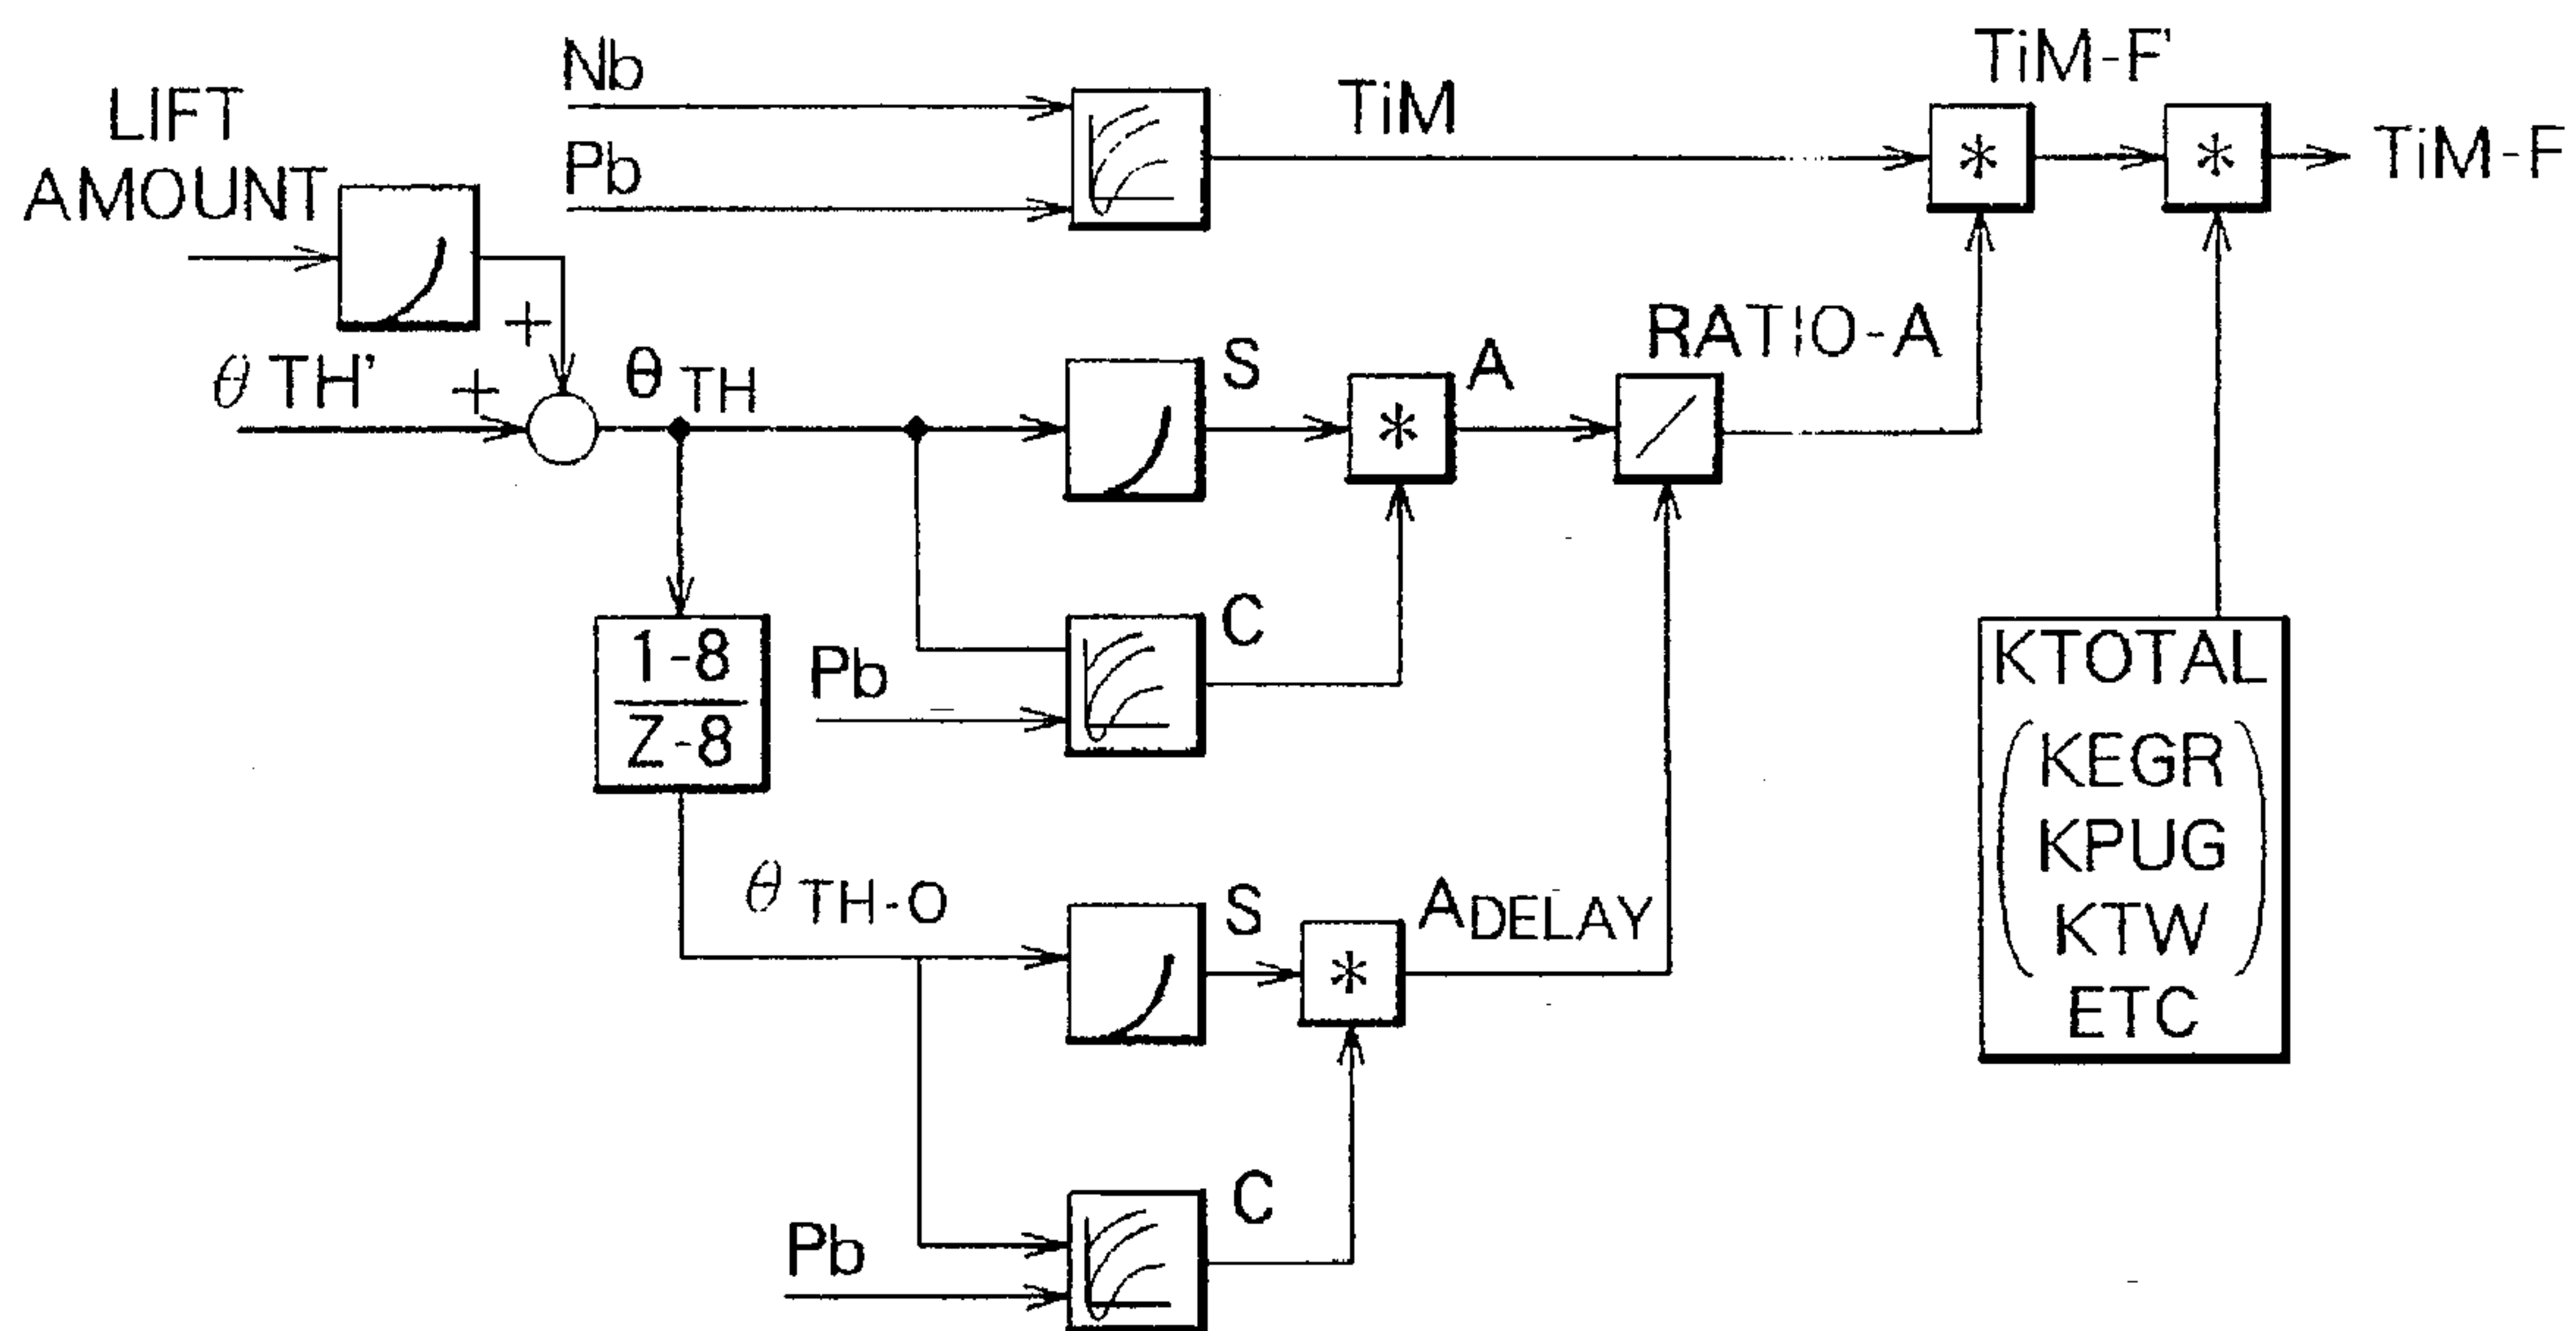 Nb
TiM-F'
LIFT
AMOUNT
TiM
Pb
*
*
TiM-F
+
RATIO-A
θ TH'
+
θ TH
S
A
*
/
C
1-8
Z-8
Pb
KTOTAL
KEGR
KPUG
KTW
ETC
θ TH-O
S
ADELAY
*
C
Pb